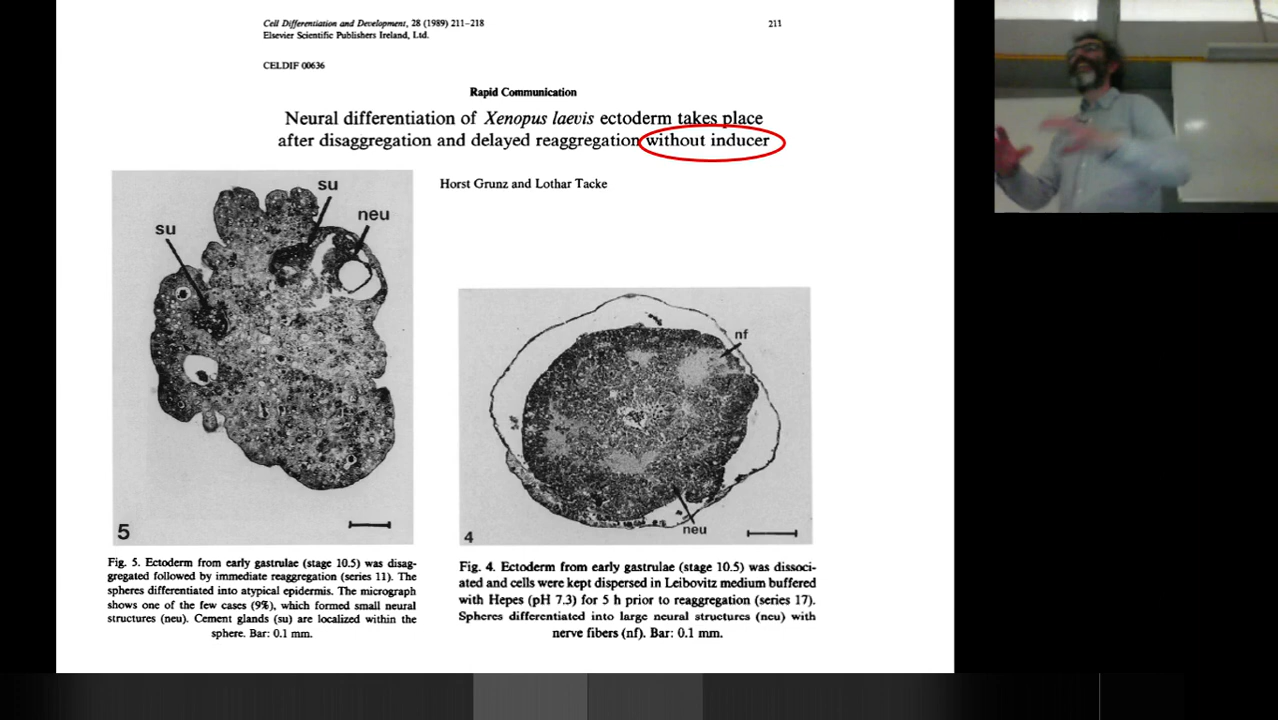 Cell Differentiation and Development, 28 (1989) 211–218
211
Elsevier Scientific Publishers Ireland, Ltd.
CELDIF 00636
Rapid Communication
Neural differentiation of Xenopus laevis ectoderm takes place
after disaggregation and delayed reaggregation without inducer
Horst Grunz and Lothar Tacke
su
neu
su
5
nf
neu
4
Fig. 5. Ectoderm from early gastrulae (stage 10.5) was disag-
gregated followed by immediate reaggregation (series 11). The
spheres differentiated into atypical epidermis. The micrograph
shows one of the few cases (9%), which formed small neural
structures (neu). Cement glands (su) are localized within the
sphere. Bar: 0.1 mm.
Fig. 4. Ectoderm from early gastrulae (stage 10.5) was dissoci-
ated and cells were kept dispersed in Leibovitz medium buffered
with Hepes (pH 7.3) for 5 h prior to reaggregation (series 17).
Spheres differentiated into large neural structures (neu) with
nerve fibers (nf). Bar: 0.1 mm.